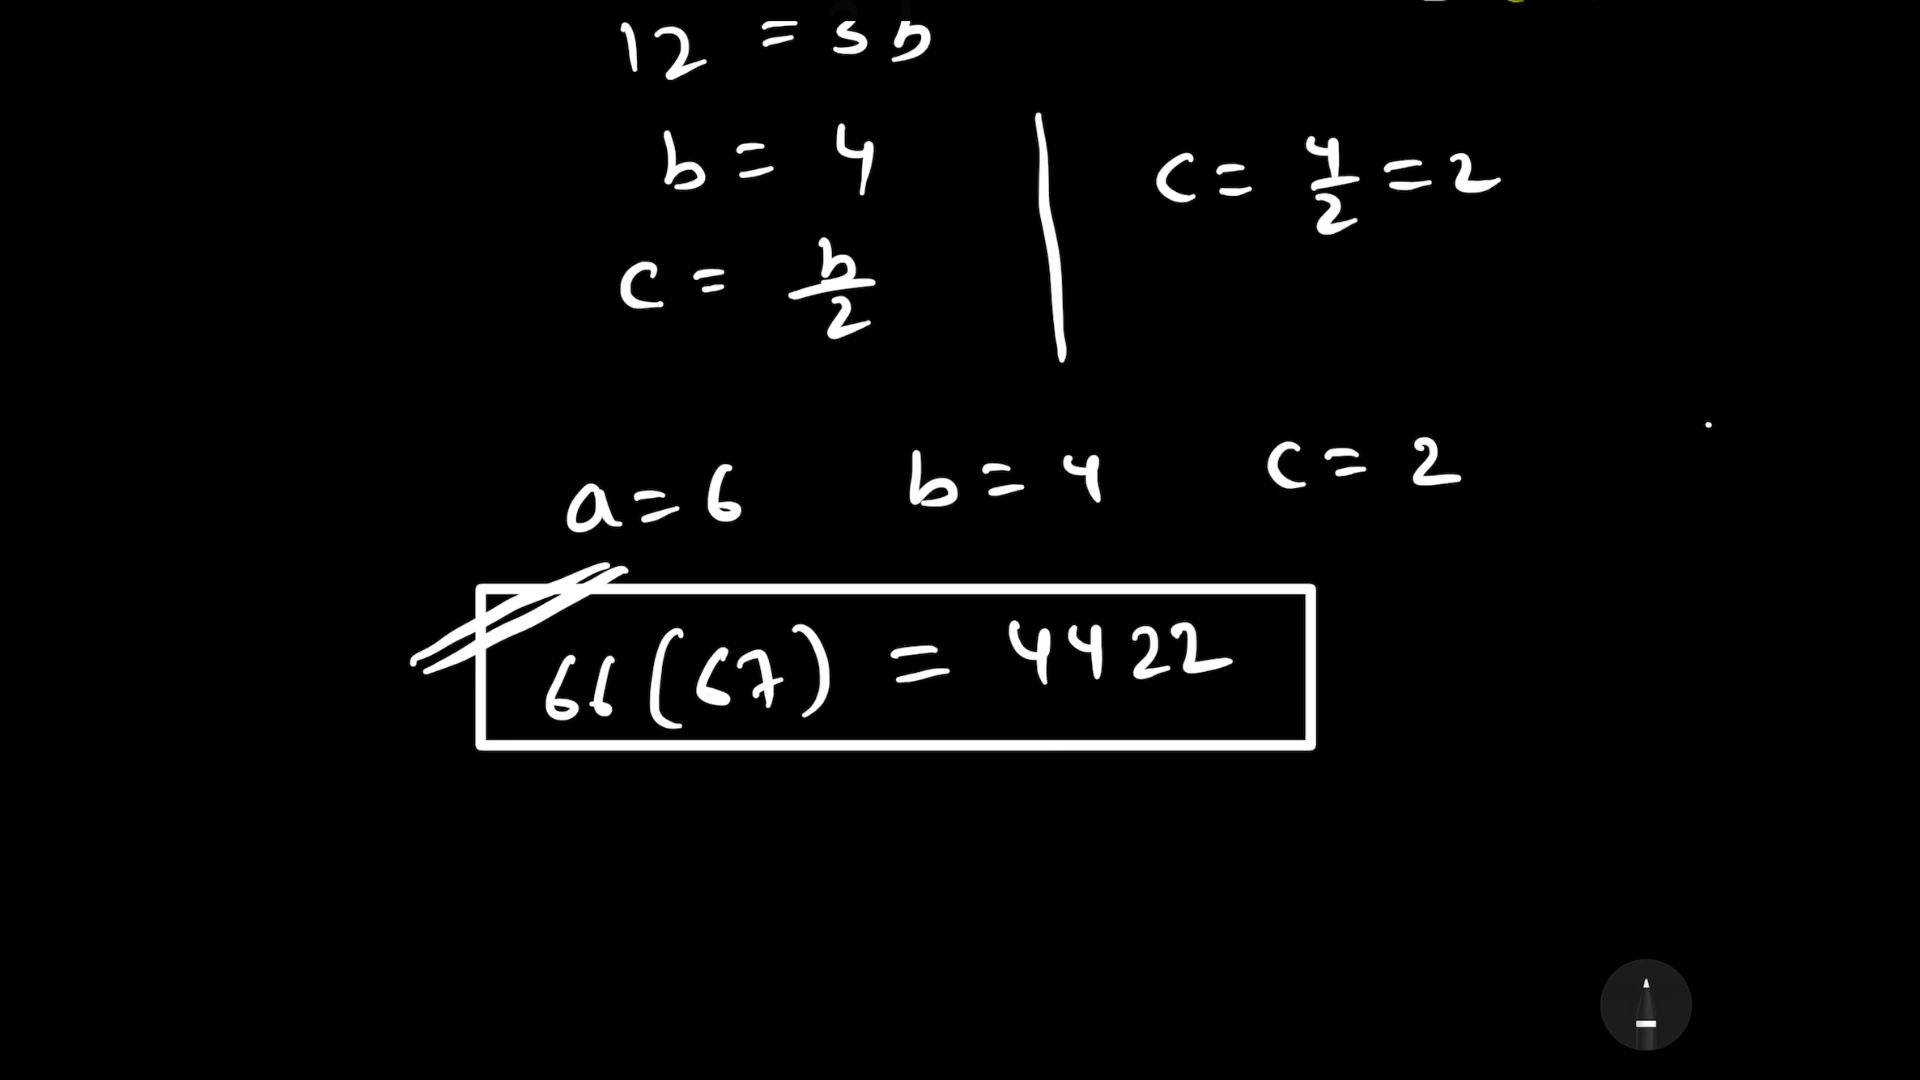 12 = 3b
b = 4
c = b/2
c = 4/2 = 2
a = 6 b = 4 c = 2
66(67) = 4422